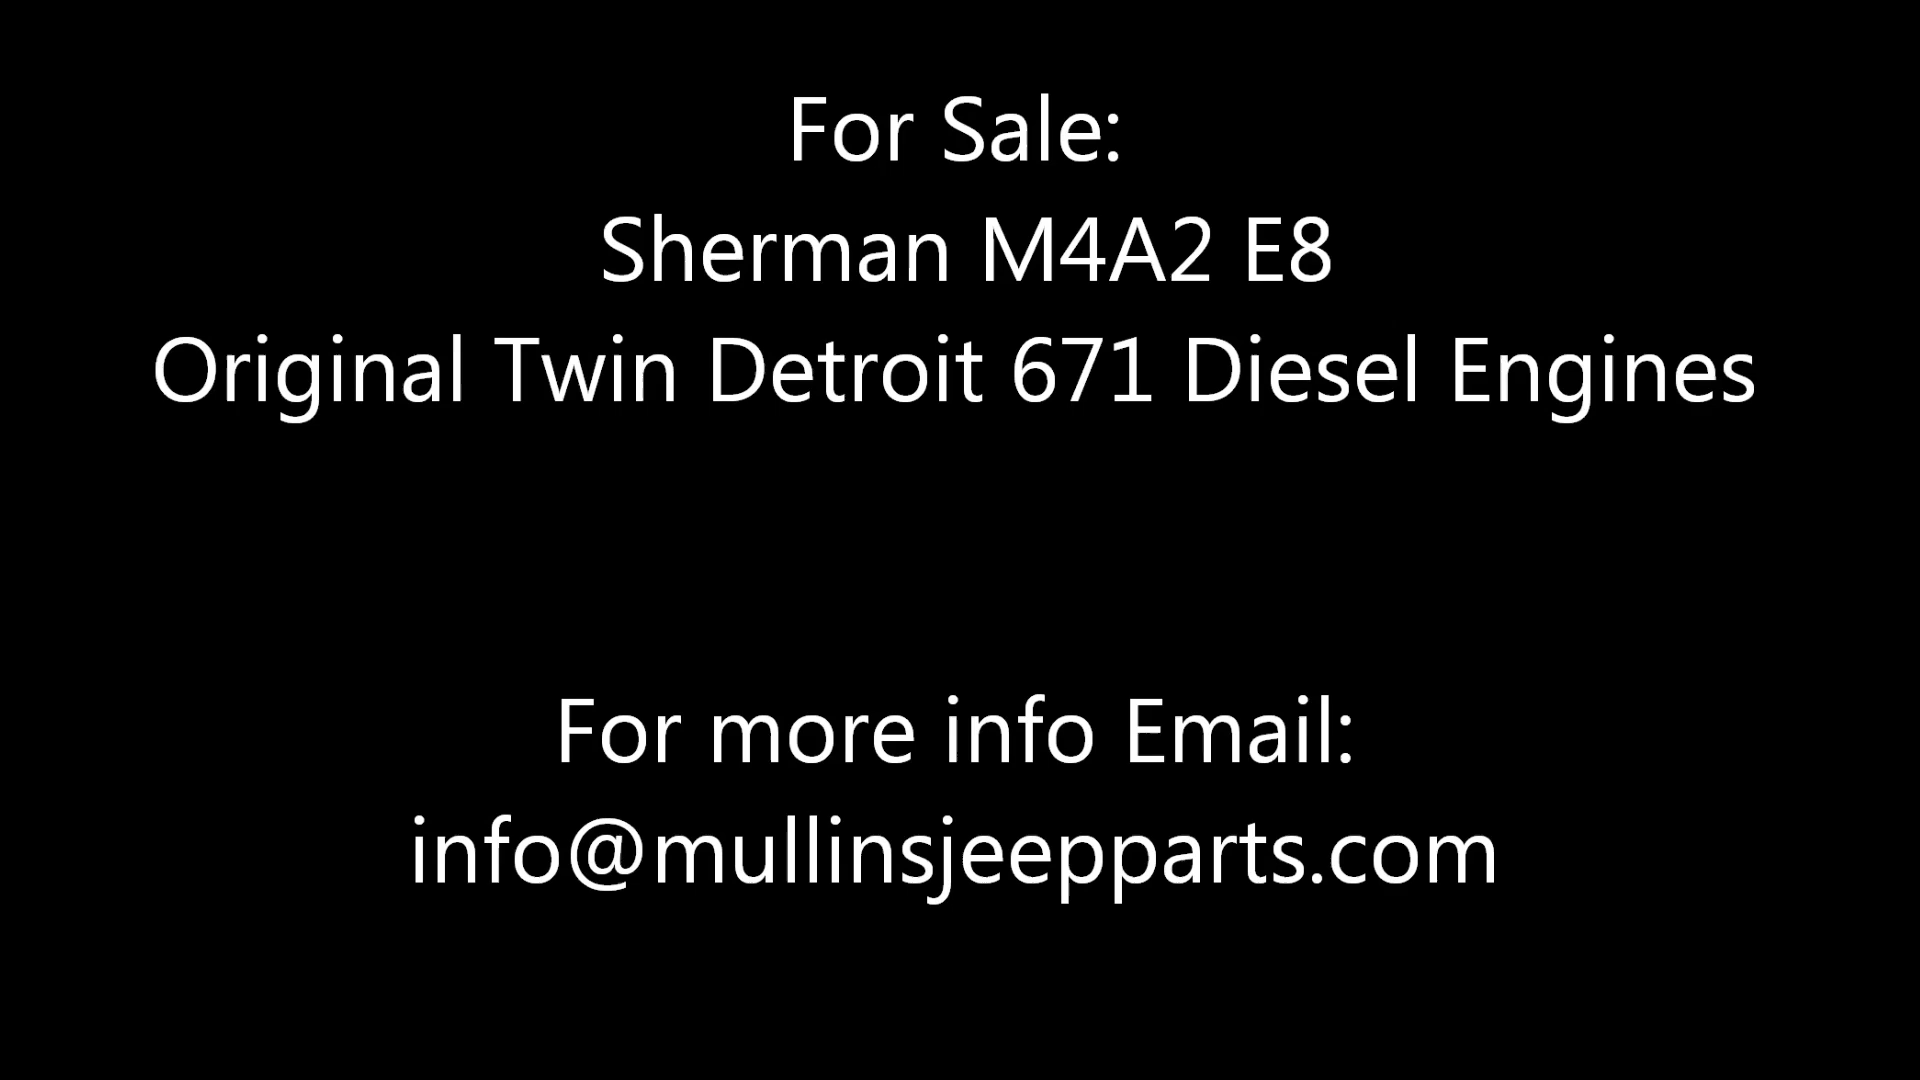 For Sale:
Sherman M4A2 E8
Original Twin Detroit 671 Diesel Engines
For more info Email:
info@mullinsjeepparts.com